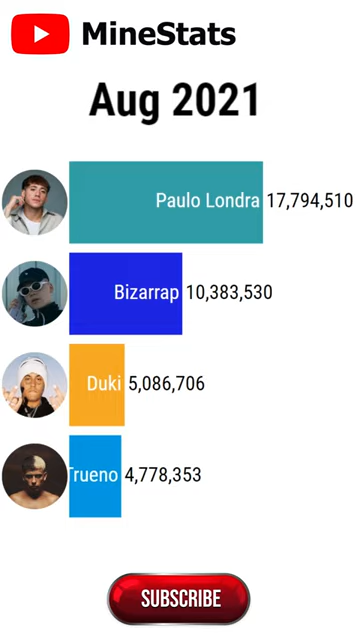 MineStats
Aug 2021
Paulo Londra 17,794,510
Bizarrap 10,383,530
Duki 5,086,706
Trueno 4,778,353
SUBSCRIBE